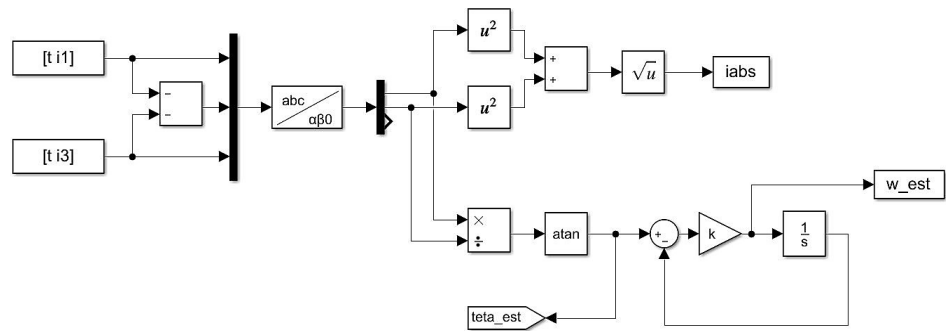 [t i1]
[t i3]
−
−
abc
αβ0
u²
u²
+
+
√u
iabs
×
÷
atan
+
−
k
1
s
w_est
teta_est